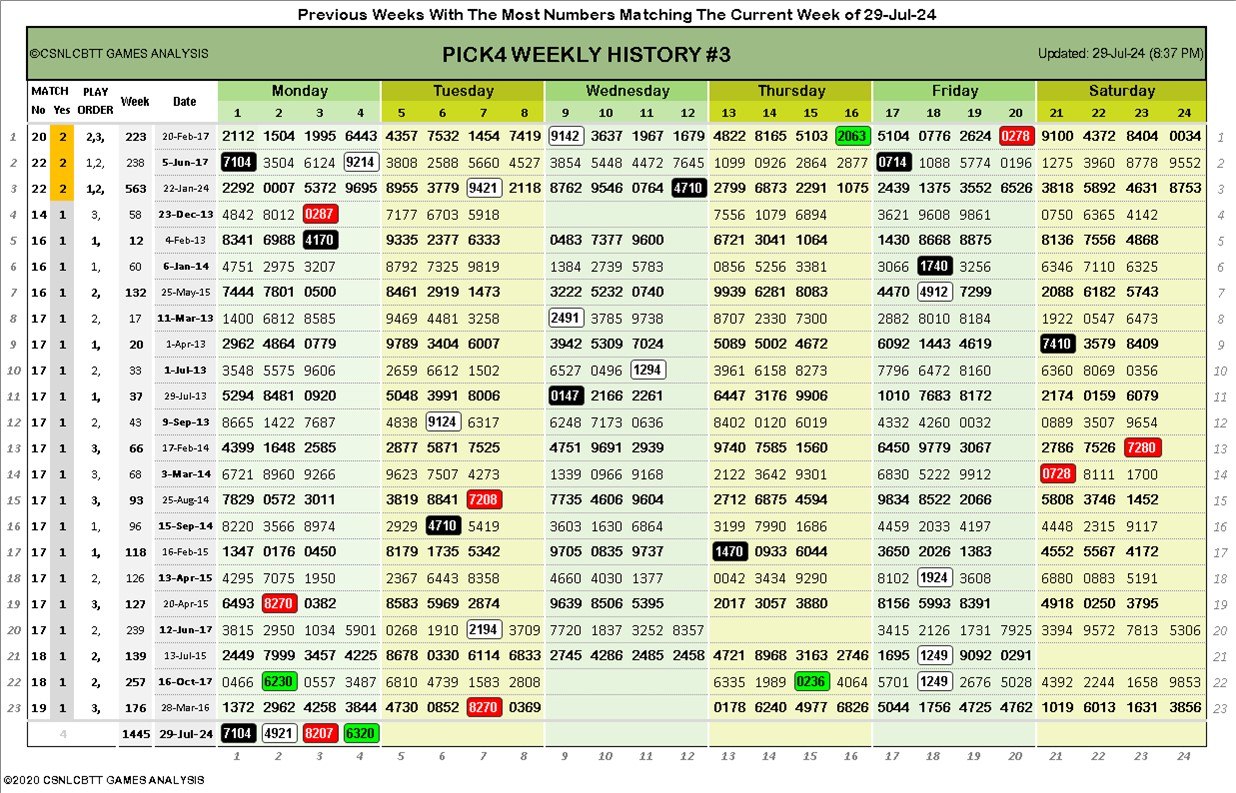 Previous Weeks With The Most Numbers Matching The Current Week of 29-Jul-24
©CSNLCBTT GAMES ANALYSIS PICK4 WEEKLY HISTORY #3 Updated: 29-Jul-24 (8:37 PM)
MATCH PLAY Week Date Monday Tuesday Wednesday Thursday Friday Saturday
No Yes ORDER 1 2 3 4 5 6 7 8 9 10 11 12 13 14 15 16 17 18 19 20 21 22 23 24
1 20 2 2,3, 223 20-Feb-17 2112 1504 1995 6443 4357 7532 1454 7419 9142 3637 1967 1679 4822 8165 5103 2063 5104 0776 2624 0278 9100 4372 8404 0034 1
2 22 2 1,2, 238 5-Jun-17 7104 3504 6124 9214 3808 2588 5660 4527 3854 5448 4472 7645 1099 0926 2864 2877 0714 1088 5774 0196 1275 3960 8778 9552 2
3 22 2 1,2, 563 22-Jan-24 2292 0007 5372 9695 8955 3779 9421 2118 8762 9546 0764 4710 2799 6873 2291 1075 2439 1375 3552 6526 3818 5892 4631 8753 3
4 14 1 3, 58 23-Dec-13 4842 8012 0287 7177 6703 5918 7556 1079 6894 3621 9608 9861 0750 6365 4142 4
5 16 1 1, 12 4-Feb-13 8341 6988 4170 9335 2377 6333 0483 7377 9600 6721 3041 1064 1430 8668 8875 8136 7556 4868 5
6 16 1 1, 60 6-Jan-14 4751 2975 3207 8792 7325 9819 1384 2739 5783 0856 5256 3381 3066 1740 3256 6346 7110 6325 6
7 16 1 2, 132 25-May-15 7444 7801 0500 8461 2919 1473 3222 5232 0740 9939 6281 8083 4470 4912 7299 2088 6182 5743 7
8 17 1 2, 17 11-Mar-13 1400 6812 8585 9469 4481 3258 2491 3785 9738 8707 2330 7300 2882 8010 8184 1922 0547 6473 8
9 17 1 1, 20 1-Apr-13 2962 4864 0779 9789 3404 6007 3942 5309 7024 5089 5002 4672 6092 1443 4619 7410 3579 8409 9
10 17 1 2, 33 1-Jul-13 3548 5575 9606 2659 6612 1502 6527 0496 1294 3961 6158 8273 7796 6472 8160 6360 8069 0356 10
11 17 1 1, 37 29-Jul-13 5294 8481 0920 5048 3991 8006 0147 2166 2261 6447 3176 9906 1010 7683 8172 2174 0159 6079 11
12 17 1 2, 43 9-Sep-13 8665 1422 7687 4838 9124 6317 6248 7173 0636 8402 0120 6019 4332 4260 0032 0889 3507 9654 12
13 17 1 3, 66 17-Feb-14 4399 1648 2585 2877 5871 7525 4751 9691 2939 9740 7585 1560 6450 9779 3067 2786 7526 7280 13
14 17 1 3, 68 3-Mar-14 6721 8960 9266 9623 7507 4273 1339 0966 9168 2122 3642 9301 6830 5222 9912 0728 8111 1700 14
15 17 1 3, 93 25-Aug-14 7829 0572 3011 3819 8841 7208 7735 4606 9604 2712 6875 4594 9834 8522 2066 5808 3746 1452 15
16 17 1 1, 96 15-Sep-14 8220 3566 8974 2929 4710 5419 3603 1630 6864 3199 7990 1686 4459 2033 4197 4448 2315 9117 16
17 17 1 1, 118 16-Feb-15 1347 0176 0450 8179 1735 5342 9705 0835 9737 1470 0933 6044 3650 2026 1383 4552 5567 4172 17
18 17 1 2, 126 13-Apr-15 4295 7075 1950 2367 6443 8358 4660 4030 1377 0042 3434 9290 8102 1924 3608 6880 0883 5191 18
19 17 1 3, 127 20-Apr-15 6493 8270 0382 8583 5969 2874 9639 8506 5395 2017 3057 3880 8156 5993 8391 4918 0250 3795 19
20 17 1 2, 239 12-Jun-17 3815 2950 1034 5901 0268 1910 2194 3709 7720 1837 3252 8357 3415 2126 1731 7925 3394 9572 7813 5306 20
21 18 1 2, 139 13-Jul-15 2449 7999 3457 4225 8678 0330 6114 6833 2745 4286 2485 2458 4721 8968 3163 2746 1695 1249 9092 0291 21
22 18 1 2, 257 16-Oct-17 0466 6230 0557 3487 6810 4739 1583 2808 6335 1989 0236 4064 5701 1249 2676 5028 4392 2244 1658 9853 22
23 19 1 3, 176 28-Mar-16 1372 2962 4258 3844 4730 0852 8270 0369 0178 6240 4977 6826 5044 1756 4725 4762 1019 6013 1631 3856 23
4 1445 29-Jul-24 7104 4921 8207 6320
1 2 3 4 5 6 7 8 9 10 11 12 13 14 15 16 17 18 19 20 21 22 23 24
©2020 CSNLCBTT GAMES ANALYSIS